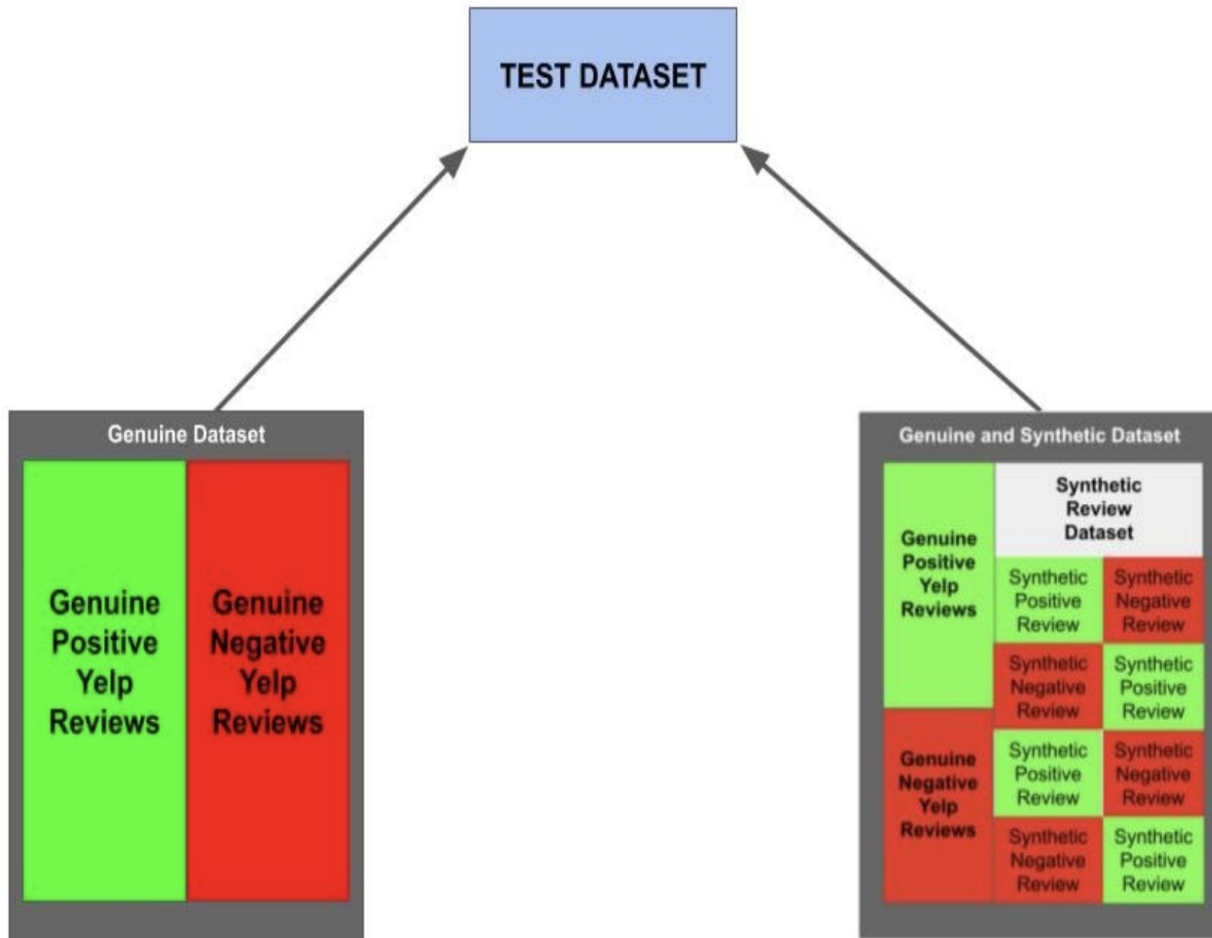 TEST DATASET
Genuine Dataset
Genuine
Positive
Yelp
Reviews
Genuine
Negative
Yelp
Reviews
Genuine and Synthetic Dataset
Genuine
Positive
Yelp
Reviews
Genuine
Negative
Yelp
Reviews
Synthetic
Review
Dataset
Synthetic
Positive
Review
Synthetic
Negative
Review
Synthetic
Negative
Review
Synthetic
Positive
Review
Synthetic
Positive
Review
Synthetic
Negative
Review
Synthetic
Negative
Review
Synthetic
Positive
Review